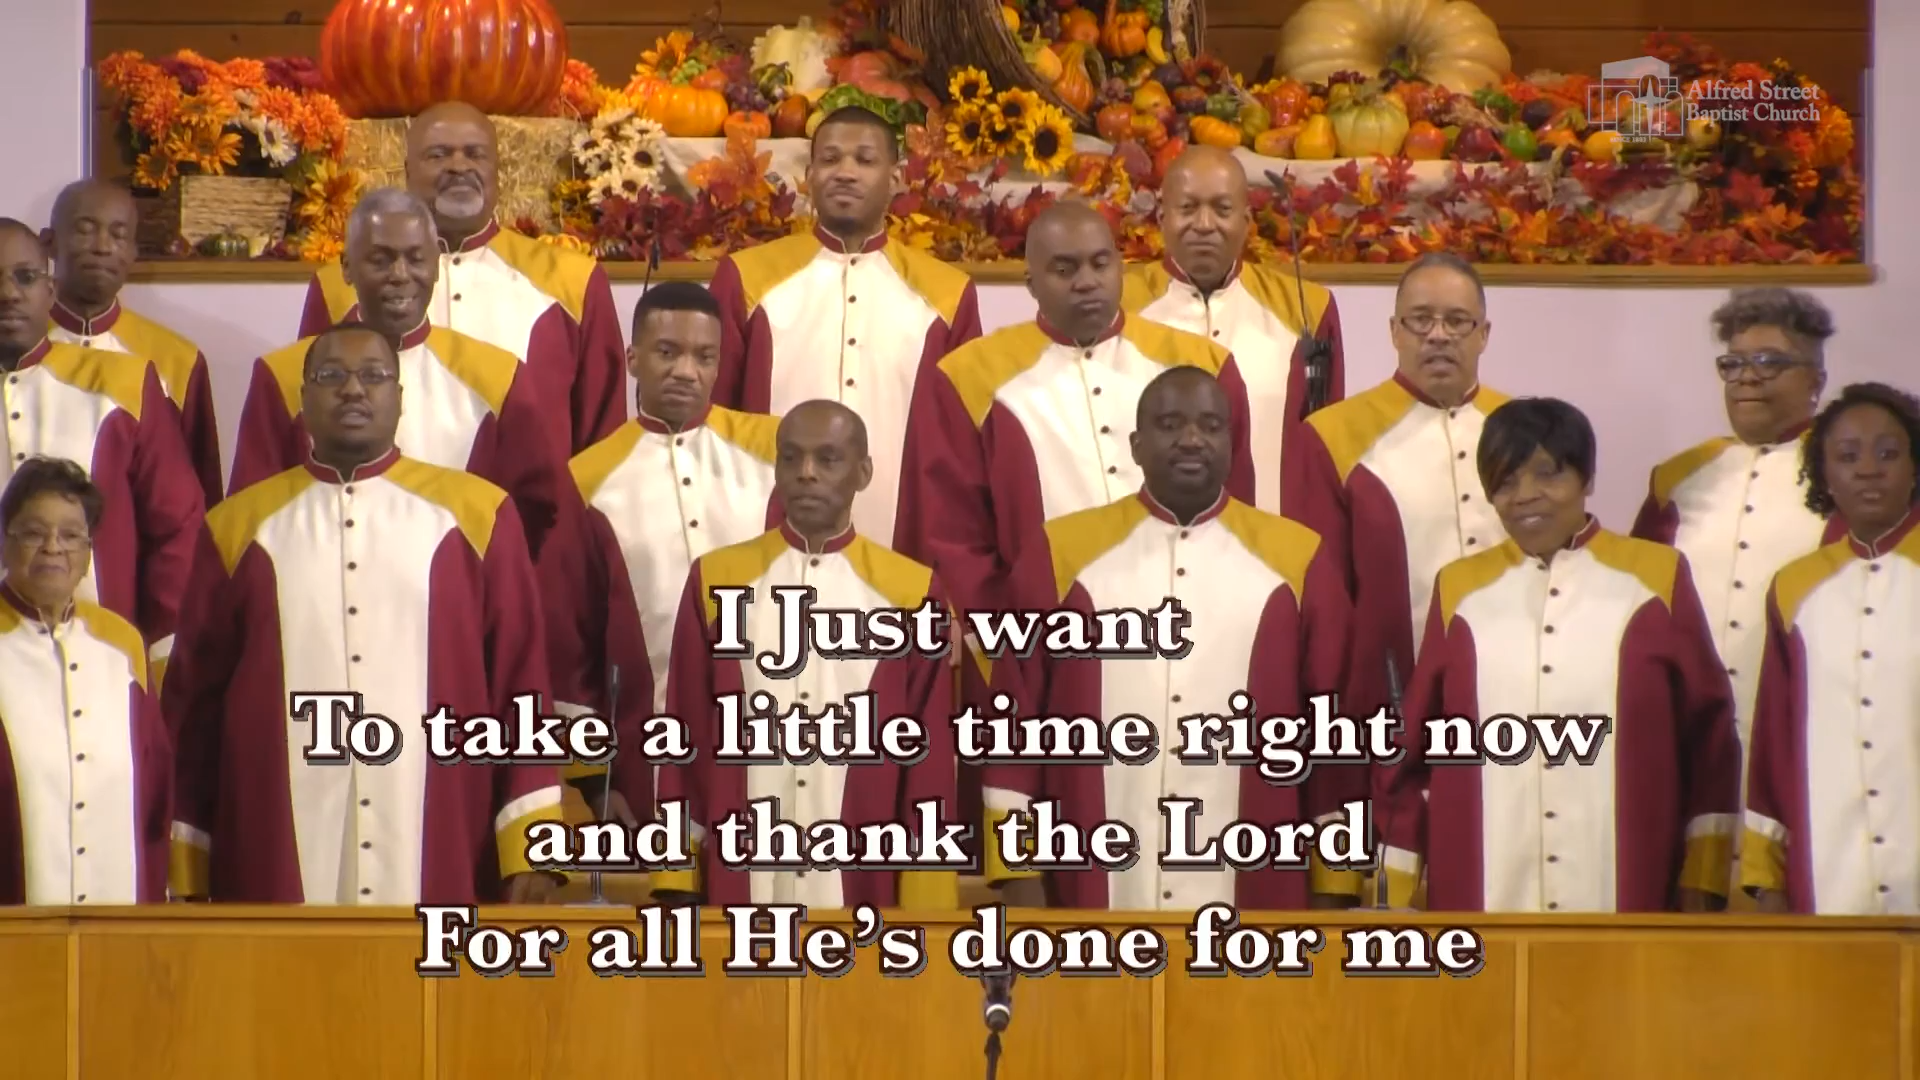 Alfred Street
Baptist Church
I Just want
To take a little time right now
and thank the Lord
For all He's done for me